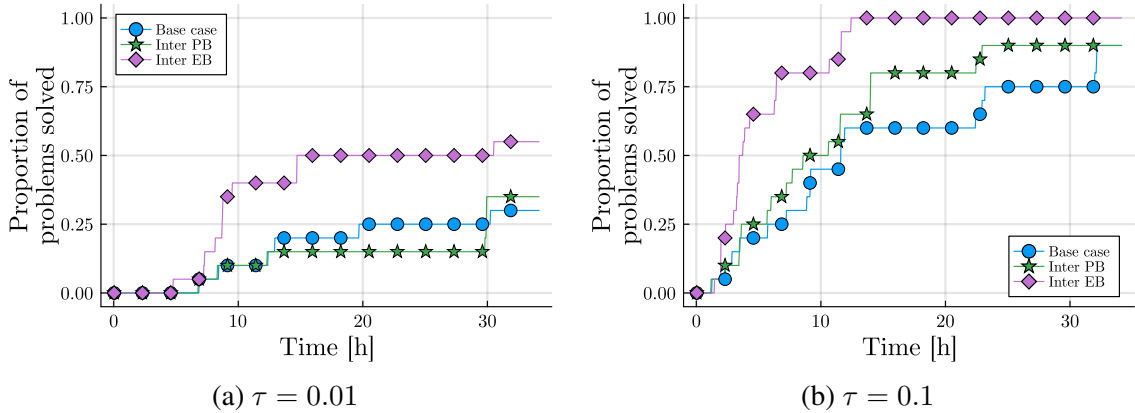 Proportion of
problems solved
1.00
0.75
0.50
0.25
0.00
Base case
Inter PB
Inter EB
0
10
20
30
Time [h]
(a) τ = 0.01
Proportion of
problems solved
1.00
0.75
0.50
0.25
0.00
Base case
Inter PB
Inter EB
0
10
20
30
Time [h]
(b) τ = 0.1